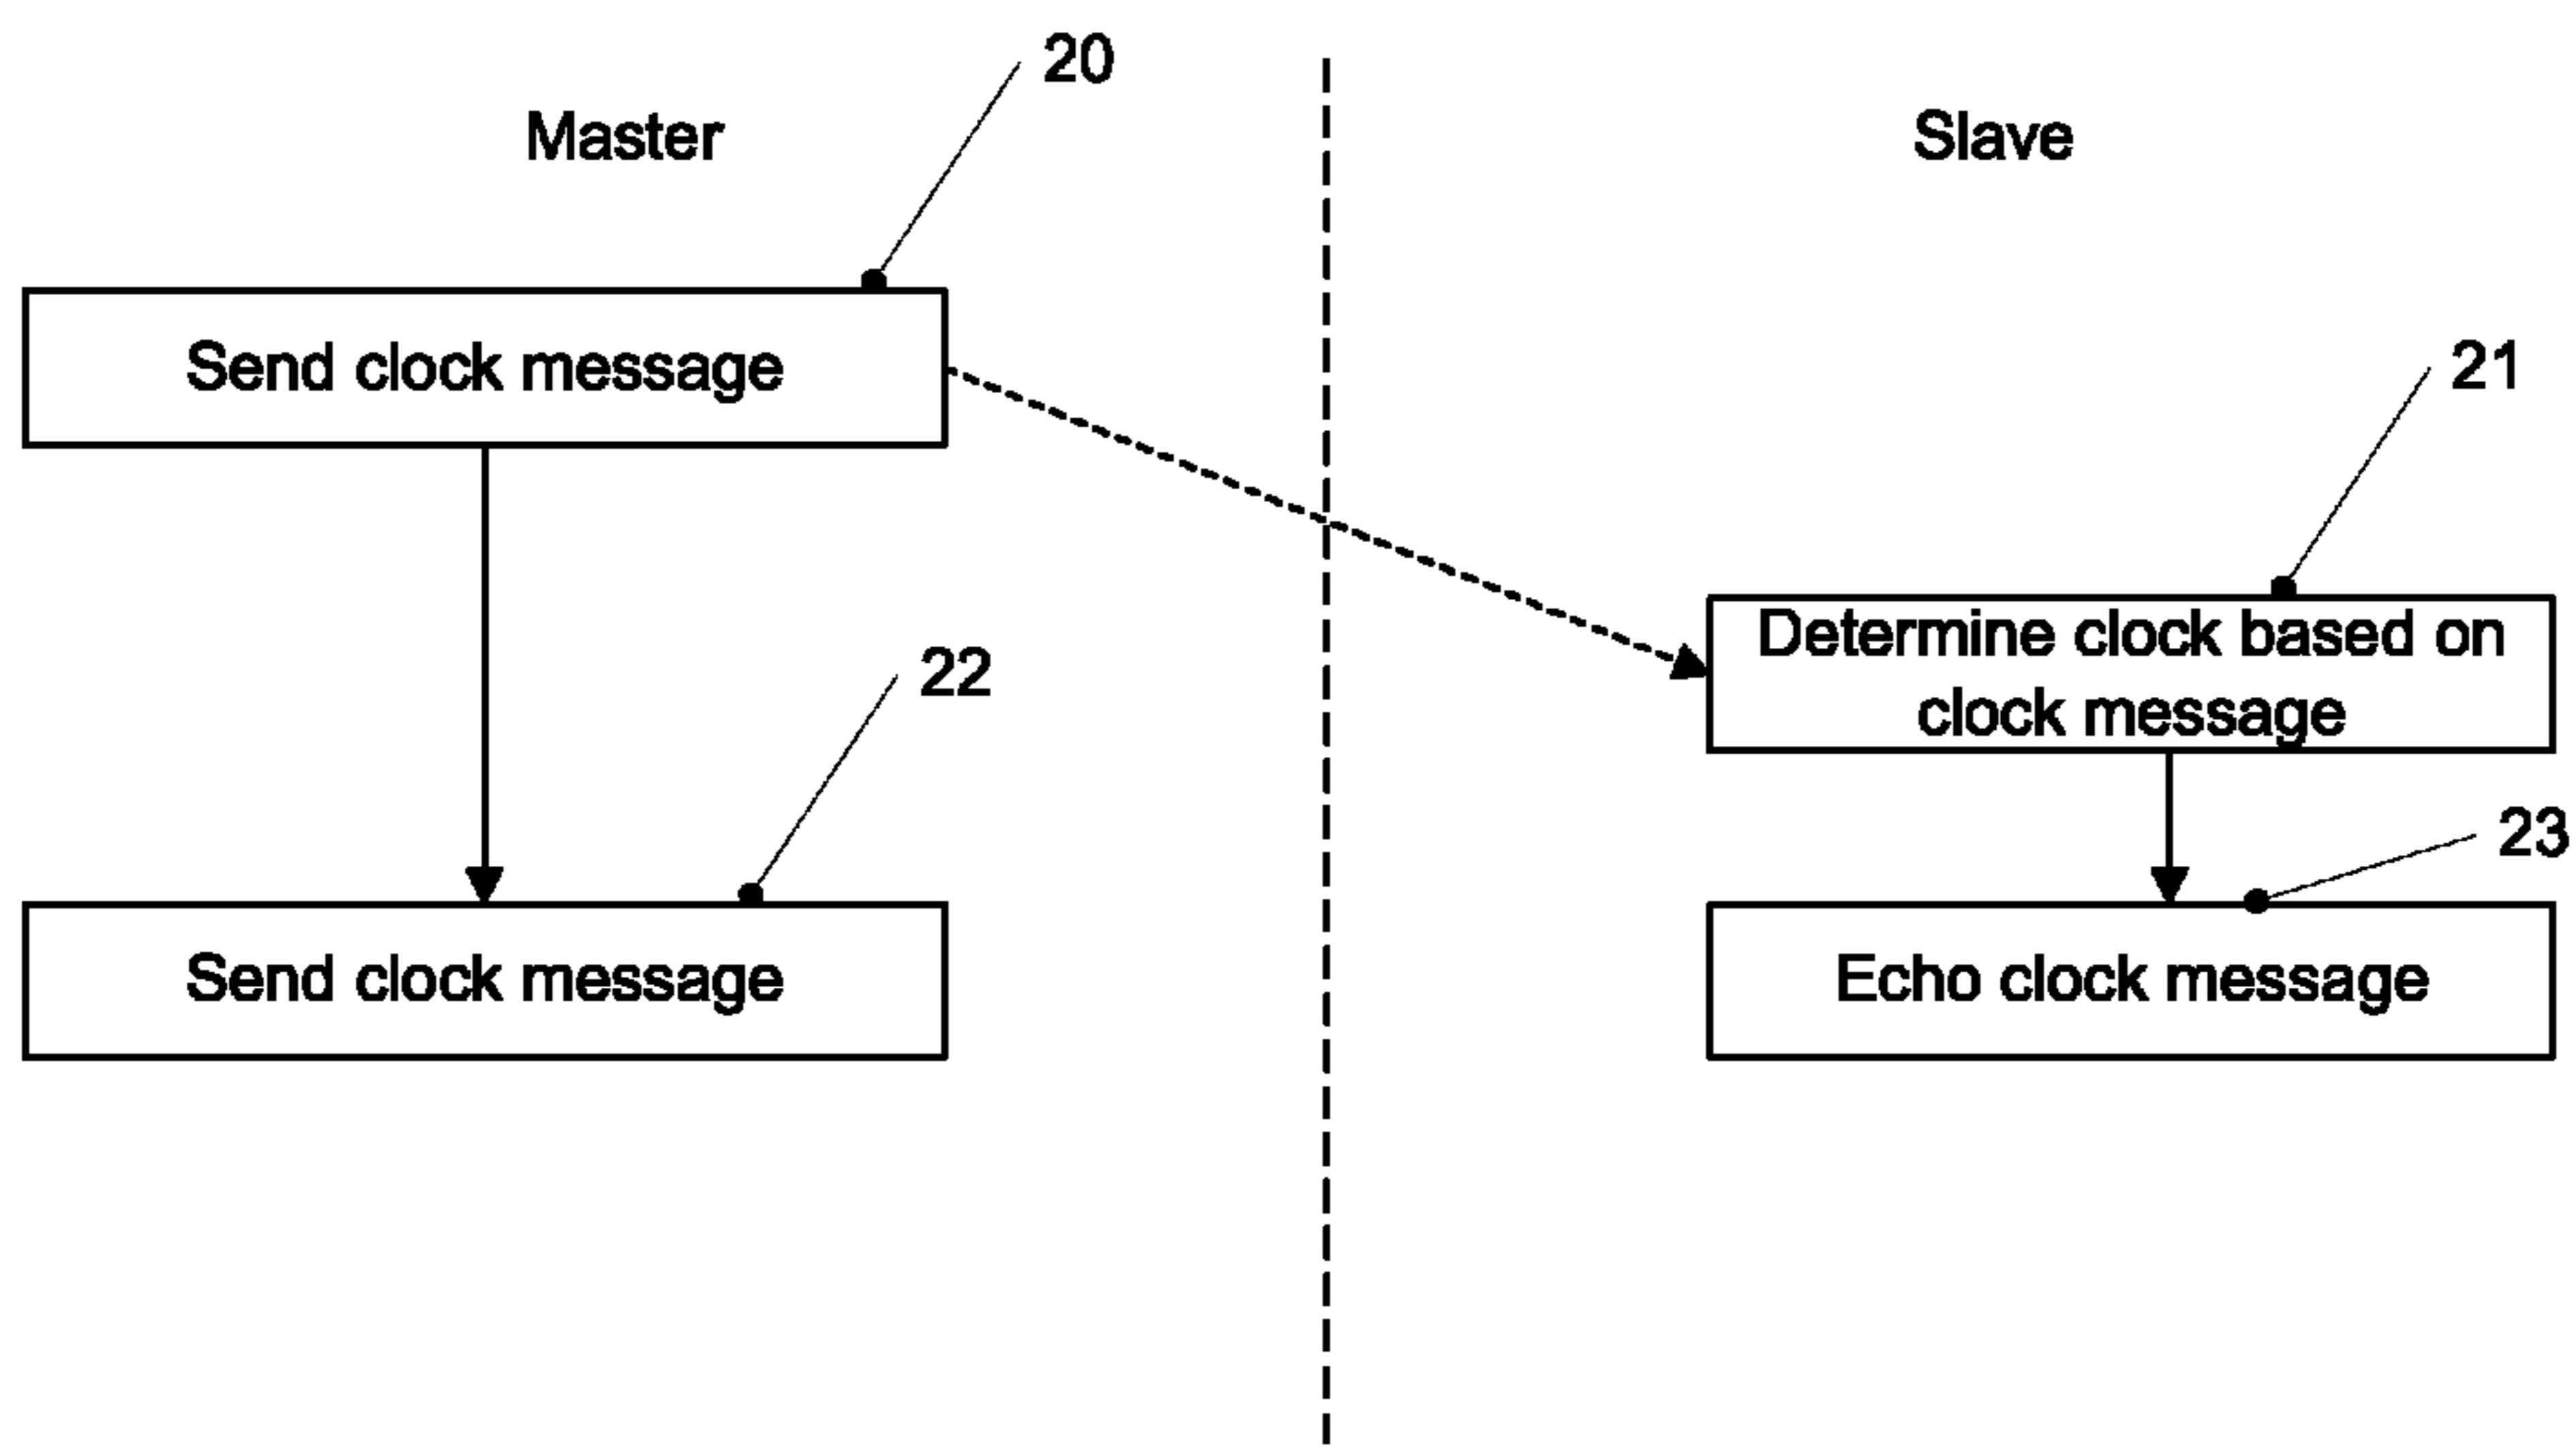 20
Master
Slave
Send clock message
21
Determine clock based on
clock message
22
23
Send clock message
Echo clock message